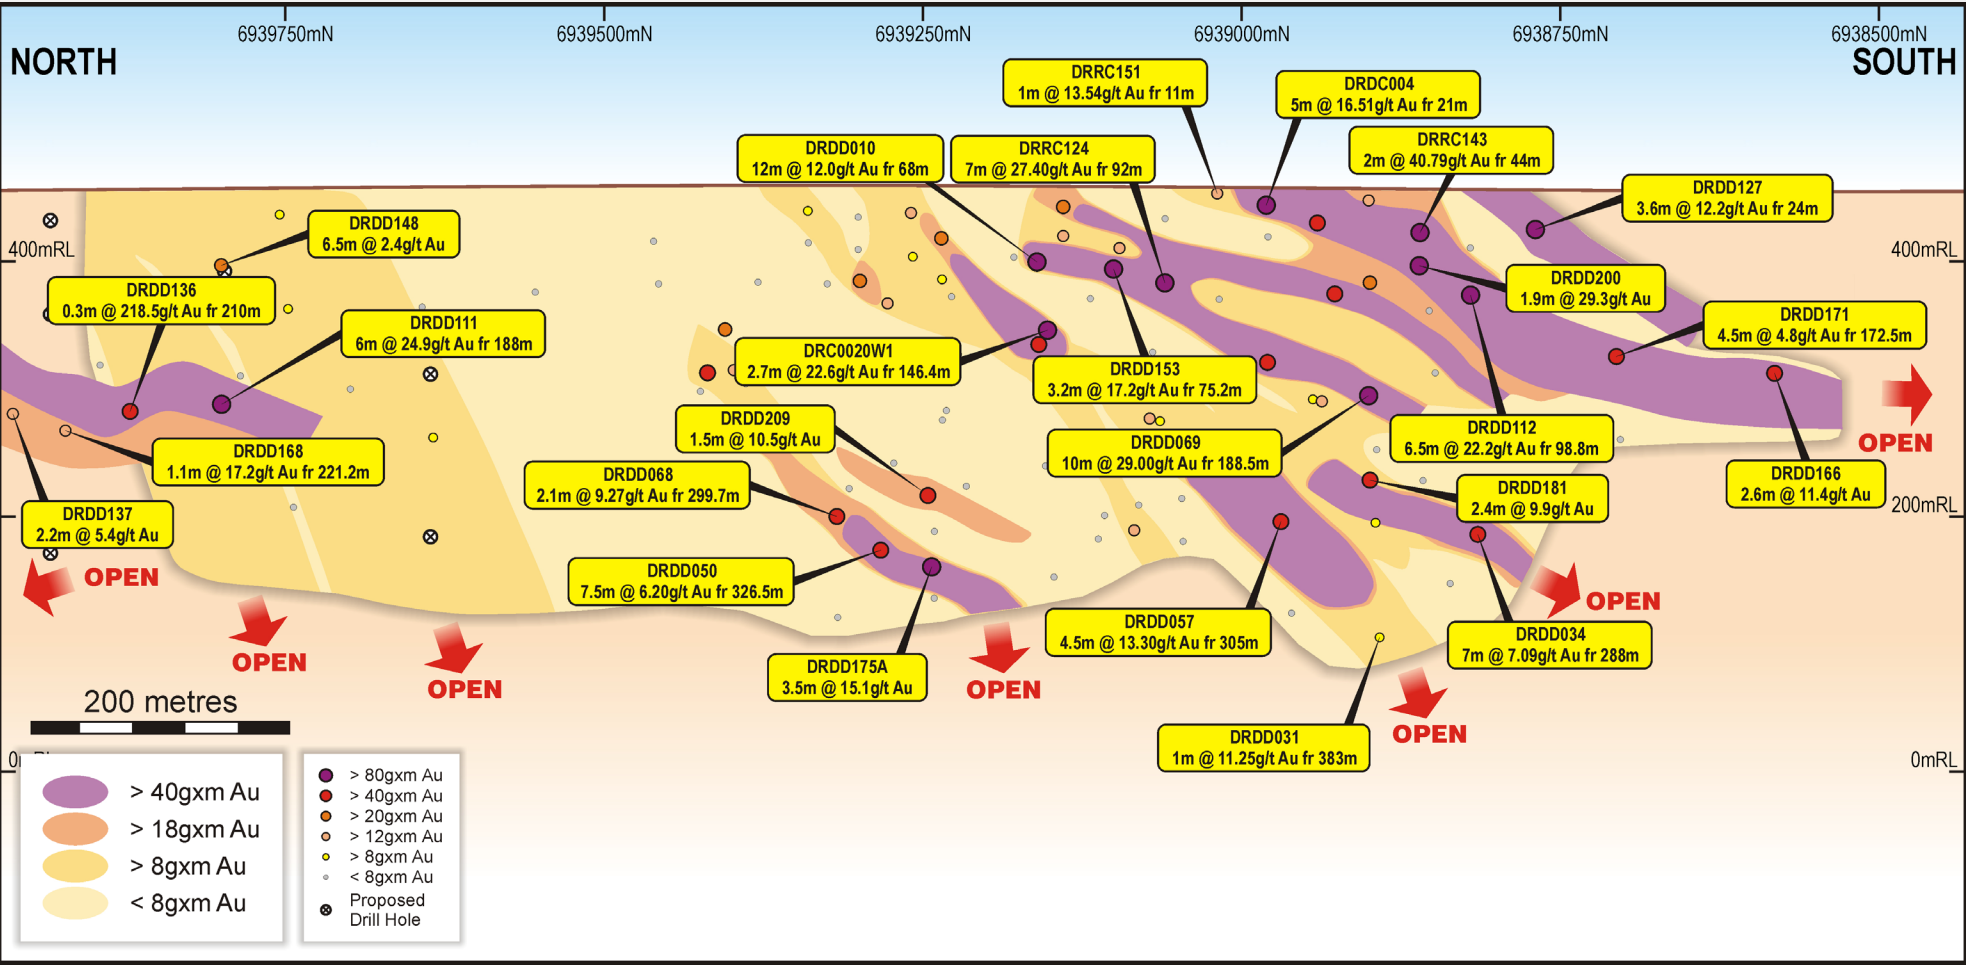 6939750mN
6939500mN
6939250mN
6939000mN
6938750mN
6938500mN
NORTH
SOUTH
DRRC151
1m @ 13.54g/t Au fr 11m
DRDC004
5m @ 16.51g/t Au fr 21m
DRDD010
12m @ 12.0g/t Au fr 68m
DRRC124
7m @ 27.40g/t Au fr 92m
DRRC143
2m @ 40.79g/t Au fr 44m
DRDD127
3.6m @ 12.2g/t Au fr 24m
DRDD148
6.5m @ 2.4g/t Au
400mRL
400mRL
DRDD136
0.3m @ 218.5g/t Au fr 210m
DRDD200
1.9m @ 29.3g/t Au
DRDD111
6m @ 24.9g/t Au fr 188m
DRDD171
4.5m @ 4.8g/t Au fr 172.5m
DRC0020W1
2.7m @ 22.6g/t Au fr 146.4m
DRDD153
3.2m @ 17.2g/t Au fr 75.2m
DRDD209
1.5m @ 10.5g/t Au
DRDD112
6.5m @ 22.2g/t Au fr 98.8m
OPEN
DRDD168
1.1m @ 17.2g/t Au fr 221.2m
DRDD069
10m @ 29.00g/t Au fr 188.5m
DRDD068
2.1m @ 9.27g/t Au fr 299.7m
DRDD166
2.6m @ 11.4g/t Au
DRDD181
2.4m @ 9.9g/t Au
200mRL
DRDD137
2.2m @ 5.4g/t Au
OPEN
DRDD050
7.5m @ 6.20g/t Au fr 326.5m
OPEN
DRDD057
4.5m @ 13.30g/t Au fr 305m
DRDD034
7m @ 7.09g/t Au fr 288m
OPEN
DRDD175A
3.5m @ 15.1g/t Au
OPEN
OPEN
200 metres
OPEN
DRDD031
1m @ 11.25g/t Au fr 383m
0mRL
> 40gxm Au
> 18gxm Au
> 8gxm Au
< 8gxm Au
> 80gxm Au
> 40gxm Au
> 20gxm Au
> 12gxm Au
> 8gxm Au
< 8gxm Au
Proposed
Drill Hole